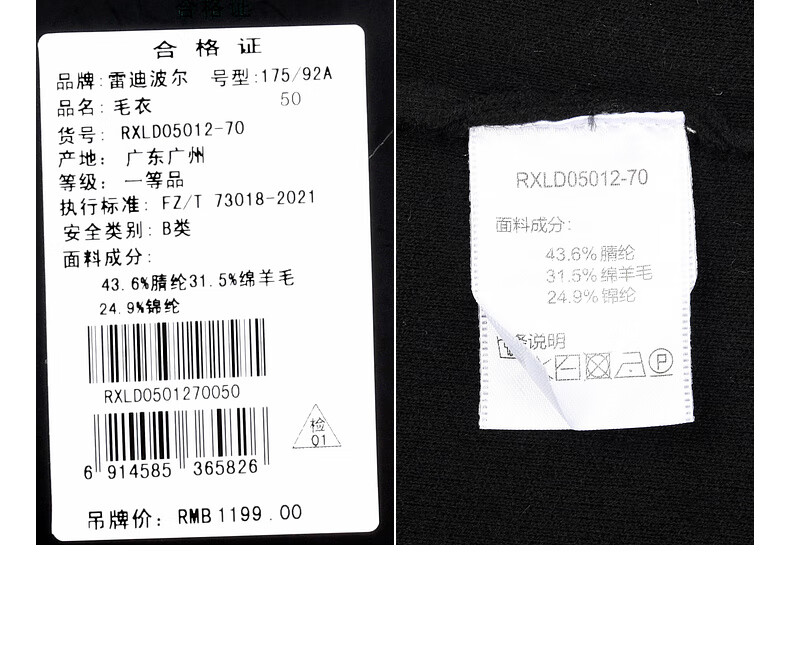 合格证
品牌:雷迪波尔 号型:175/92A
品名: 毛衣 50
货号: RXLD05012-70
产地: 广东广州
等级: 一等品
执行标准: FZ/T 73018-2021
安全类别: B类
面料成分:
43.6%腈纶31.5%绵羊毛
24.9%锦纶
RXLD0501270050
检
01
6 914585 365826
吊牌价: RMB1199.00
RXLD05012-70
面料成分:
43.6%腈纶
31.5%绵羊毛
24.9%锦纶
说明
P